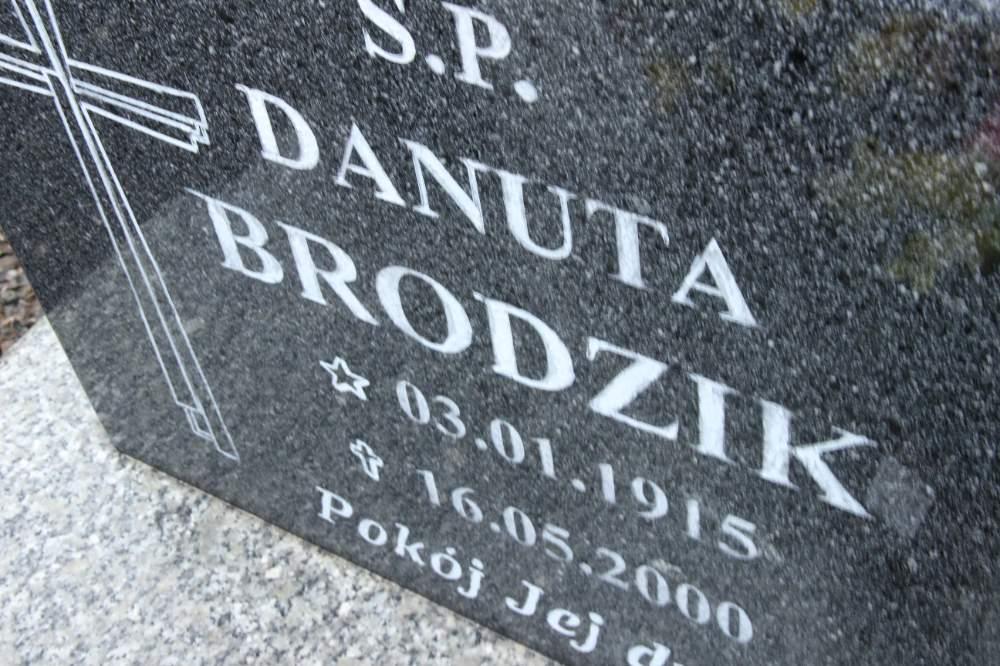 Ś.P.
DANUTA
BRODZIK
03.01.1915
16.05.2000
Pokój Jej